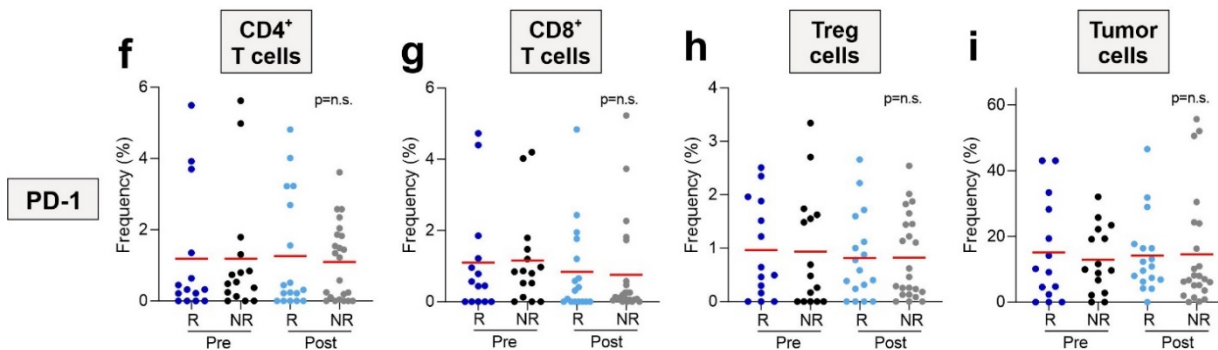 PD-1
f
CD4+
T cells
Frequency (%)
6
4
2
0
p=n.s.
R NR R NR
Pre Post
g
CD8+
T cells
Frequency (%)
6
4
2
0
p=n.s.
R NR R NR
Pre Post
h
Treg
cells
Frequency (%)
4
3
2
1
0
p=n.s.
R NR R NR
Pre Post
i
Tumor
cells
Frequency (%)
60
40
20
0
p=n.s.
R NR R NR
Pre Post